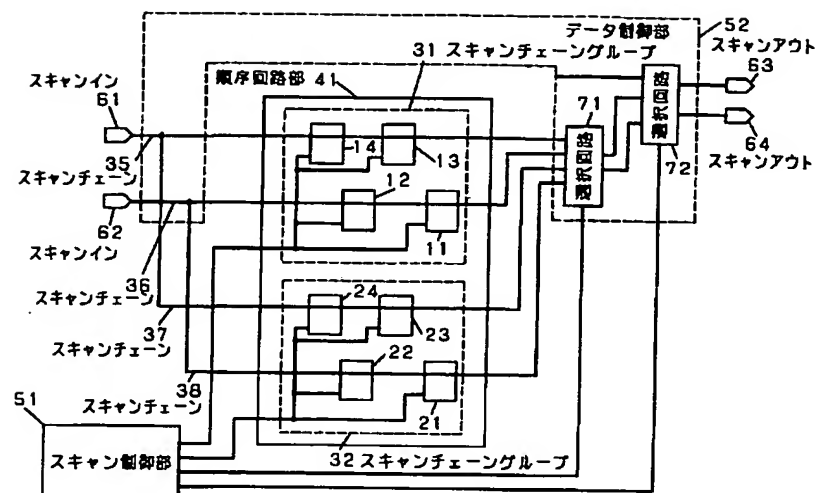 データ制御部
52
スキャンアウト
63
31 スキャンチェーングループ
スキャンイン
61
順序回路部
41
71
選択回路
選択回路
72
64
スキャンアウト
14
13
35
スキャンチェーン
12
11
62
スキャンイン
36
スキャンチェーン
24
23
37
スキャンチェーン
22
21
38
スキャンチェーン
51
スキャン制御部
32 スキャンチェーングループ